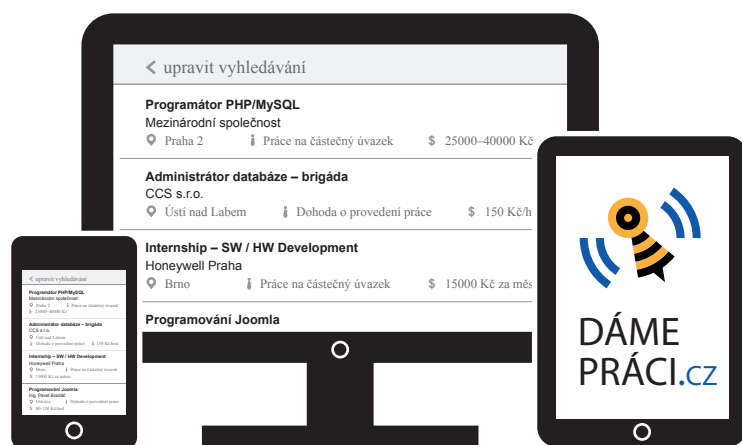 upravit vyhledávání
Programátor PHP/MySQL
Mezinárodní společnost
Praha 2 Práce na částečný úvazek $ 25000–40000 Kč
Administrátor databáze – brigáda
CCS s.r.o.
Ústí nad Labem Dohoda o provedení práce $ 150 Kč/h
Internship – SW / HW Development
Honeywell Praha
Brno Práce na částečný úvazek $ 15000 Kč za měs
Programování Joomla
upravit vyhledávání
Programátor PHP/MySQL
Mezinárodní společnost
Praha 2 Práce na částečný úvazek
$ 25000–40000 Kč
Administrátor databáze – brigáda
CCS s.r.o.
Ústí nad Labem
Dohoda o provedení práce $ 150 Kč/hod.
Internship – SW / HW Development
Honeywell Praha
Brno Práce na částečný úvazek
$ 15000 Kč za měsíc
Programování Joomla
Ing. Pavel Bradáč
Ostrava Dohoda o provedení práce
$ 80–120 Kč/hod.
DÁME
PRÁCI.cz